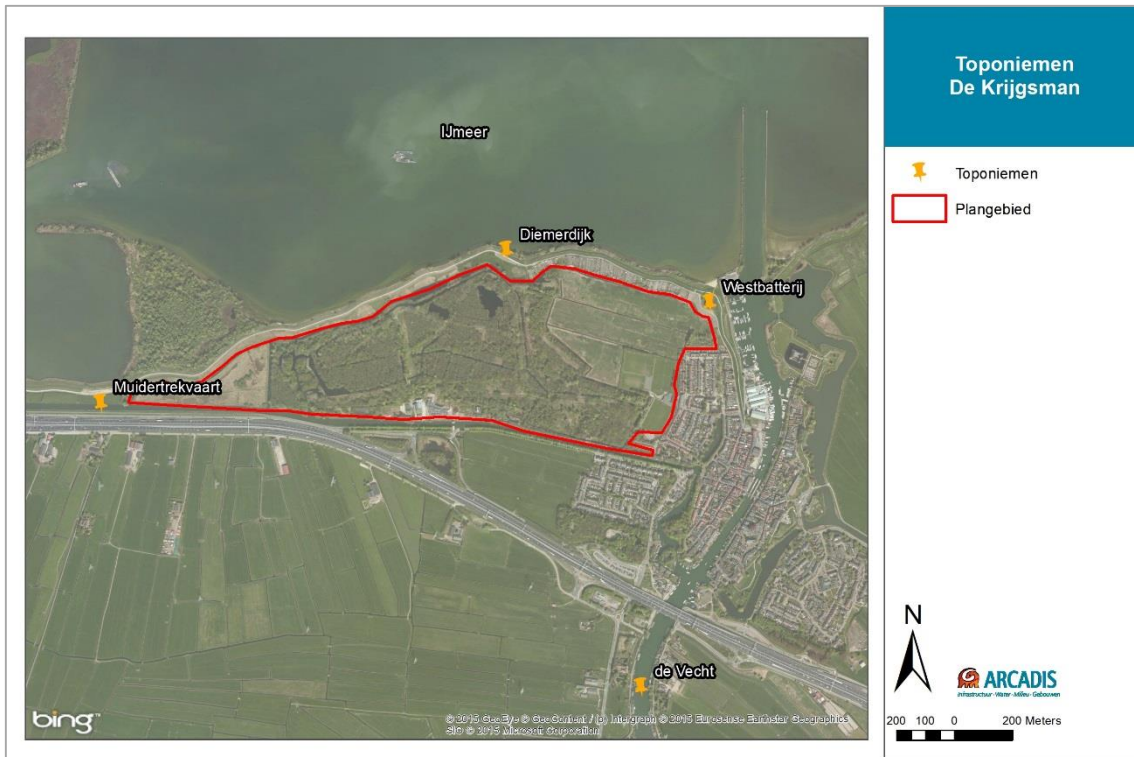 Toponiemen
De Krijgsman
Toponiemen
Plangebied
IJmeer
Diemerdijk
Westbatterij
Muidertrekvaart
de Vecht
bing™
© 2015 GeoEye © GeoContent / (p) Intergraph © 2015 Eurosense Earthstar Geographics
SIO © 2015 Microsoft Corporation
N
ARCADIS
Infrastructuur·Water·Milieu·Gebouwen
200 100 0 200 Meters